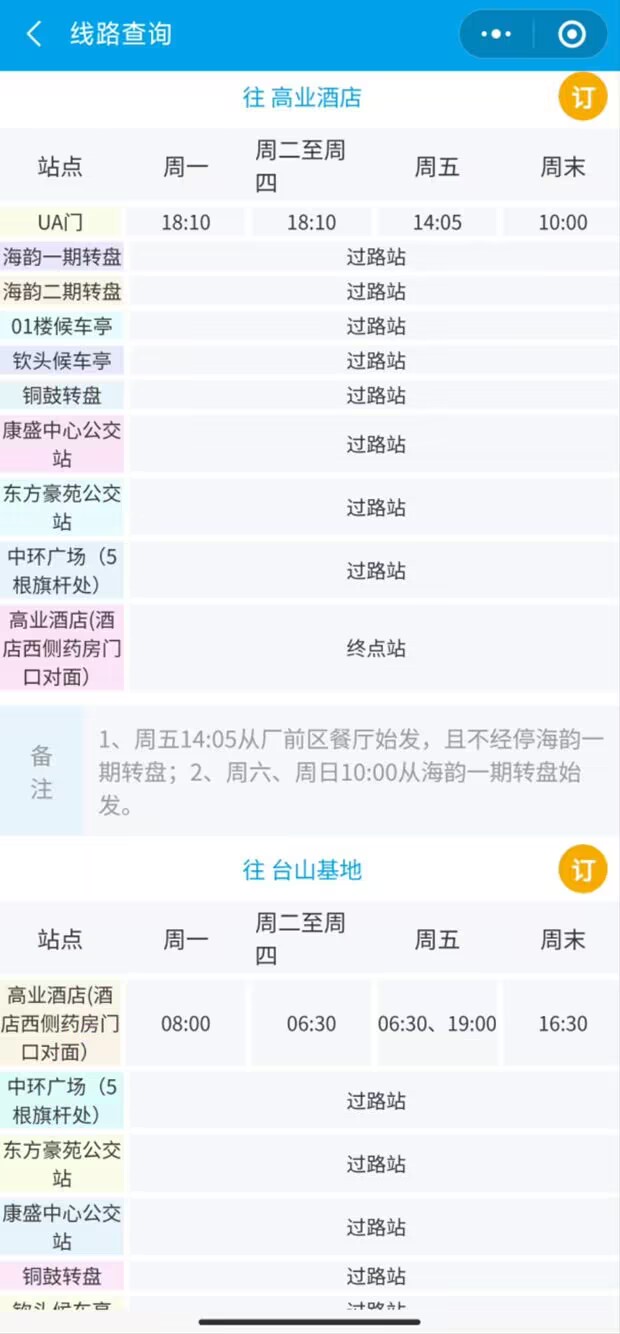 线路查询
往 高业酒店
订
站点
周一
周二至周
四
周五
周末
UA门
18:10
18:10
14:05
10:00
海韵一期转盘
过路站
海韵二期转盘
过路站
01楼候车亭
过路站
钦头候车亭
过路站
铜鼓转盘
过路站
康盛中心公交
站
过路站
东方豪苑公交
站
过路站
中环广场（5
根旗杆处）
过路站
高业酒店(酒
店西侧药房门
口对面）
终点站
备
注
1、周五14:05从厂前区餐厅始发，且不经停海韵一
期转盘；2、周六、周日10:00从海韵一期转盘始
发。
往 台山基地
订
站点
周一
周二至周
四
周五
周末
高业酒店(酒
店西侧药房门
口对面）
08:00
06:30
06:30、19:00
16:30
中环广场（5
根旗杆处）
过路站
东方豪苑公交
站
过路站
康盛中心公交
站
过路站
铜鼓转盘
过路站
钦头候车亭
过路站